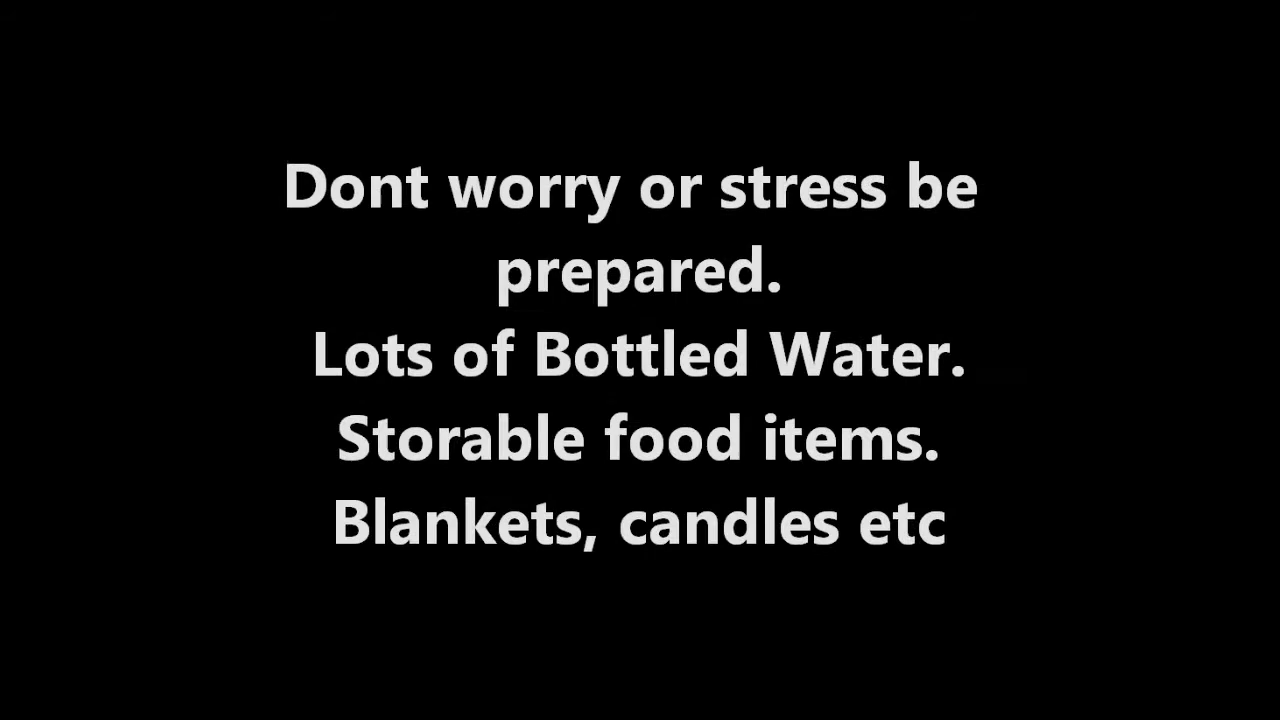 Dont worry or stress be
prepared.
Lots of Bottled Water.
Storable food items.
Blankets, candles etc